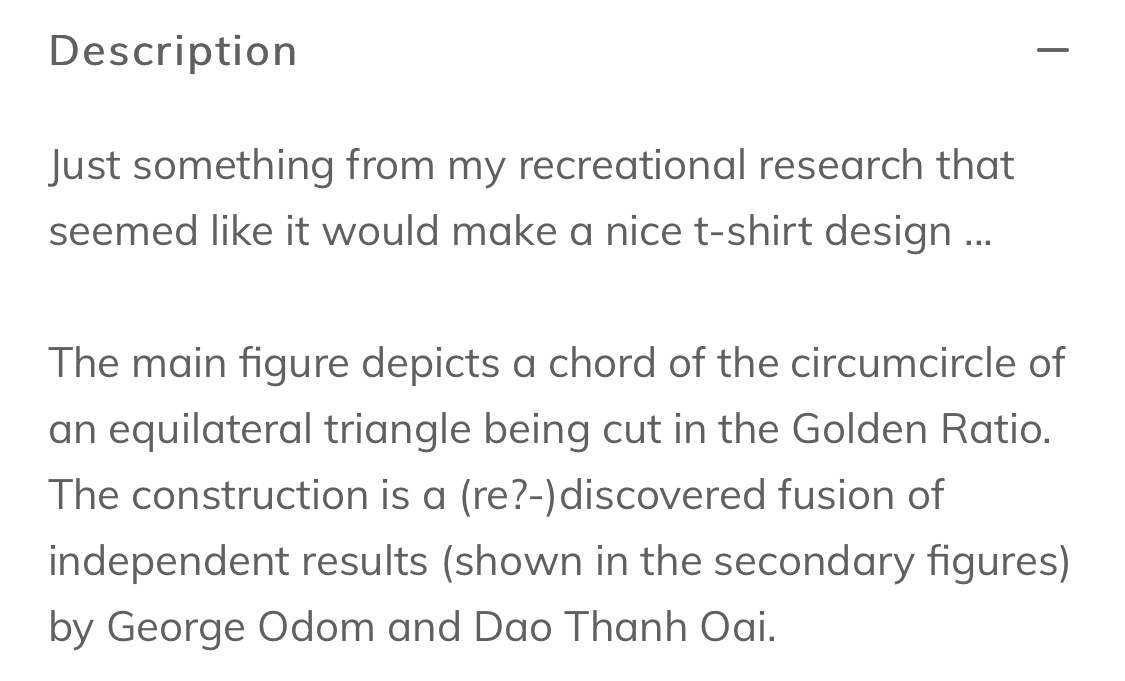 Description
Just something from my recreational research that
seemed like it would make a nice t-shirt design ...
The main figure depicts a chord of the circumcircle of
an equilateral triangle being cut in the Golden Ratio.
The construction is a (re?-)discovered fusion of
independent results (shown in the secondary figures)
by George Odom and Dao Thanh Oai.